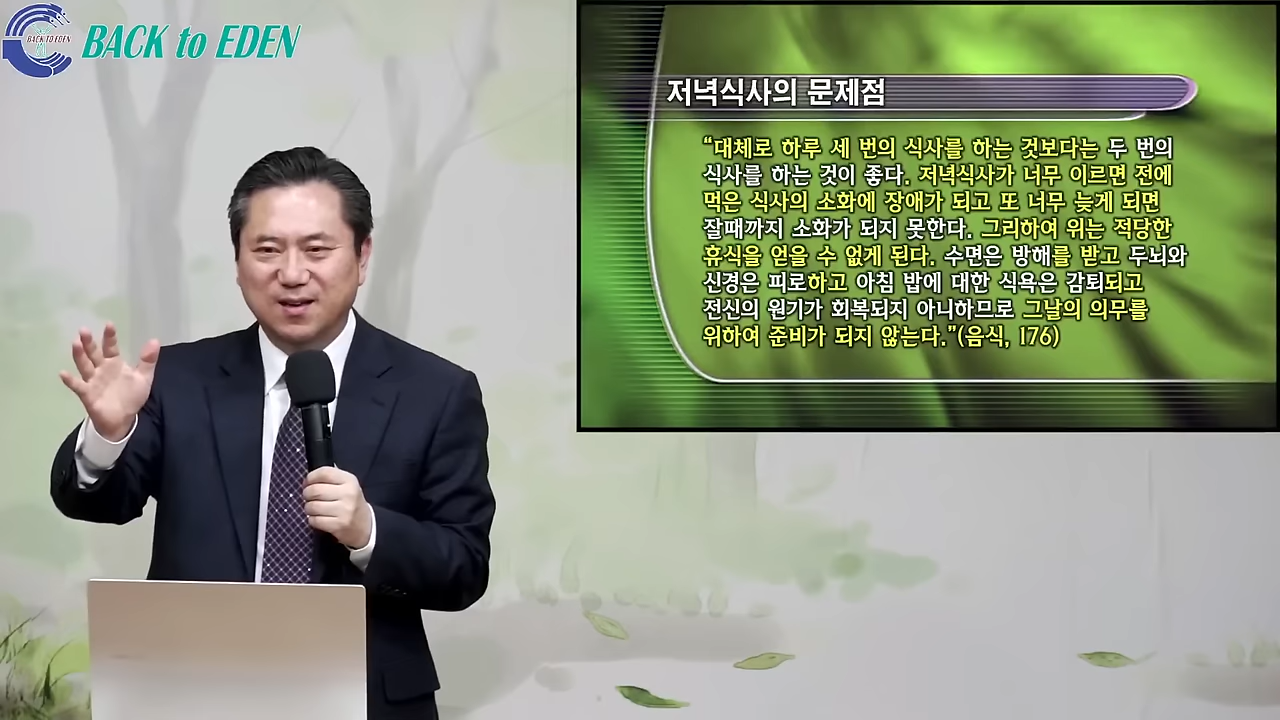 BACK TO EDEN
BACK to EDEN
저녁식사의 문제점
“대체로 하루 세 번의 식사를 하는 것보다는 두 번의
식사를 하는 것이 좋다. 저녁식사가 너무 이르면 전에
먹은 식사의 소화에 장애가 되고 또 너무 늦게 되면
잘때까지 소화가 되지 못한다. 그리하여 위는 적당한
휴식을 얻을 수 없게 된다. 수면은 방해를 받고 두뇌와
신경은 피로하고 아침 밥에 대한 식욕은 감퇴되고
전신의 원기가 회복되지 아니하므로 그날의 의무를
위하여 준비가 되지 않는다.”(음식, 176)